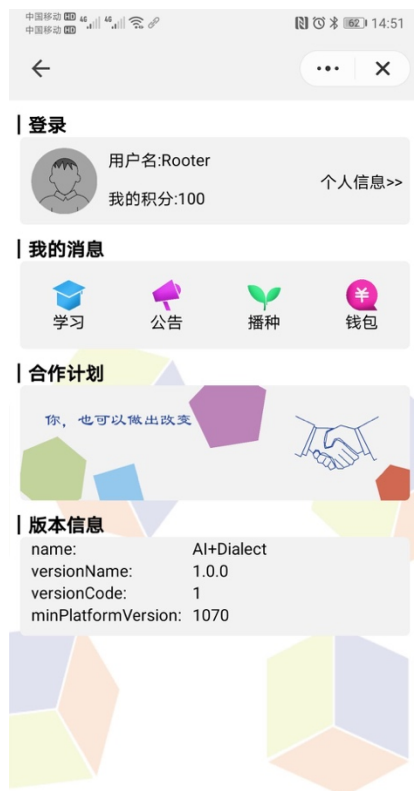 中国移动 HD 46 46 62 14:51
中国移动 HD
登录
用户名:Rooter
我的积分:100
个人信息>>
我的消息
学习 公告 播种 钱包
合作计划
你，也可以做出改变
版本信息
name: AI+Dialect
versionName: 1.0.0
versionCode: 1
minPlatformVersion: 1070